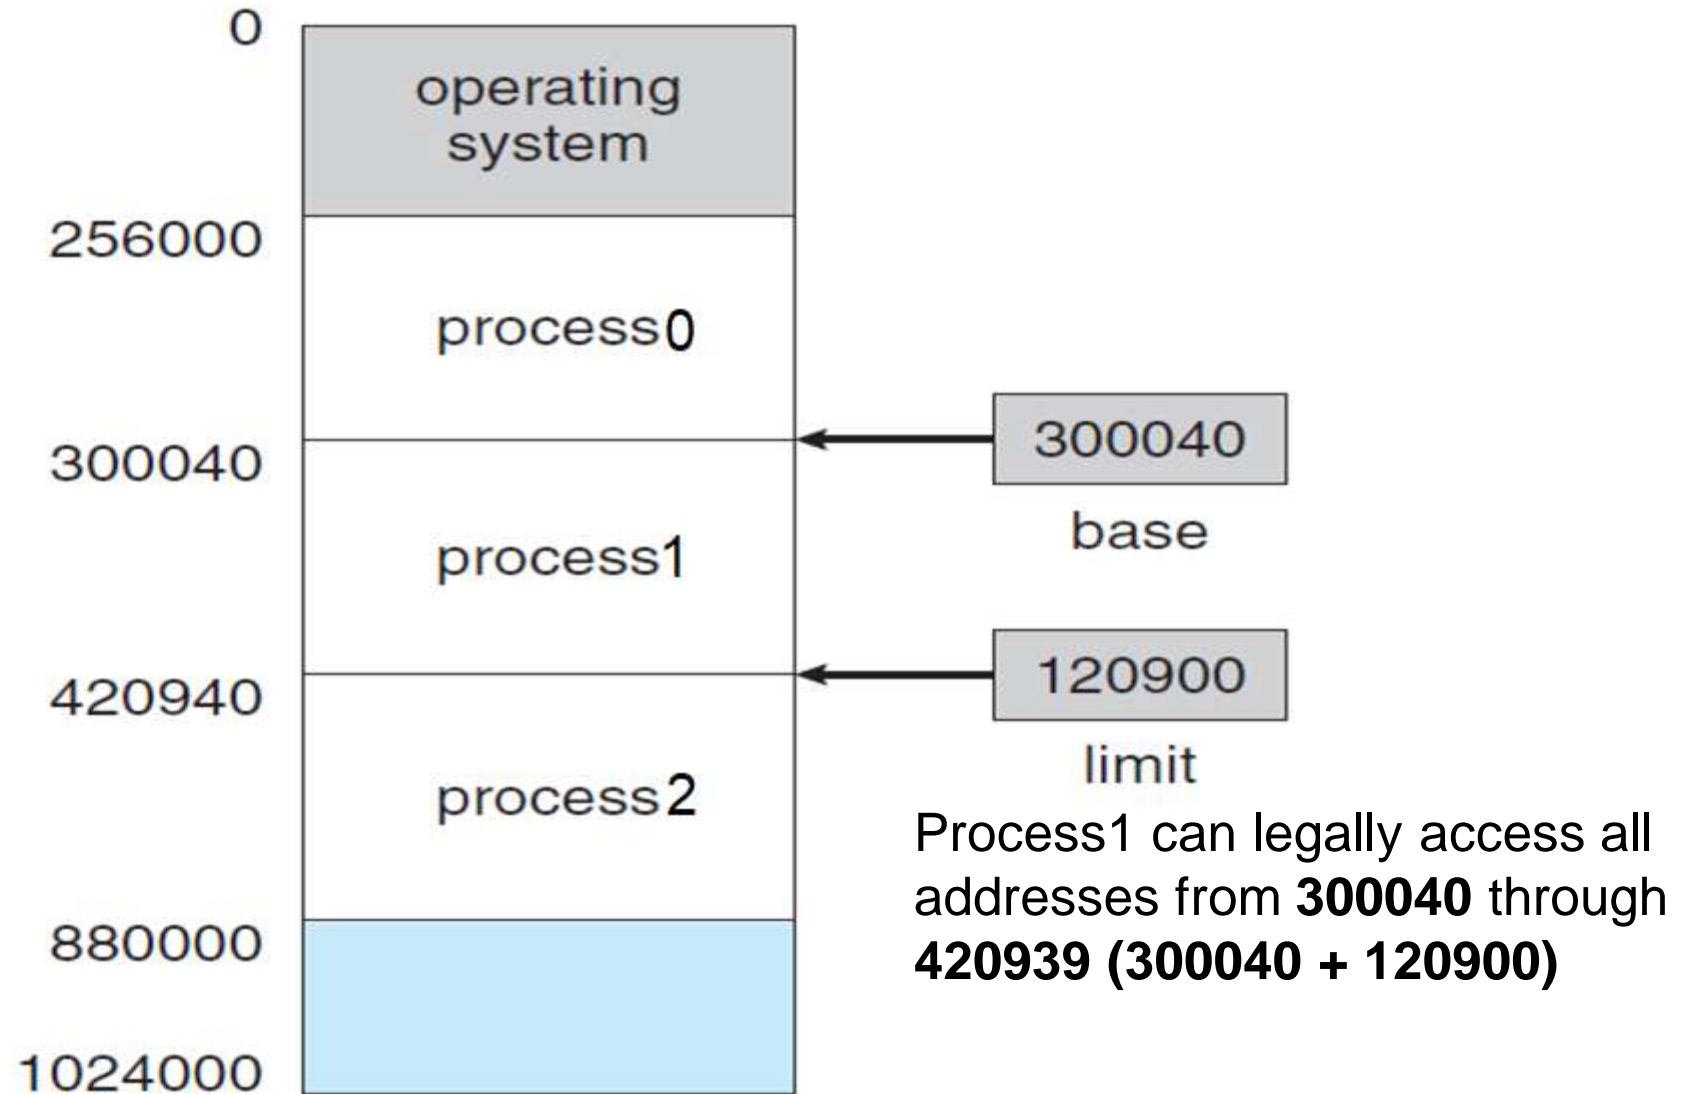 0
operating
system
256000
process0
300040
300040
base
process1
420940
120900
limit
process2
Process1 can legally access all
addresses from 300040 through
420939 (300040 + 120900)
880000
1024000